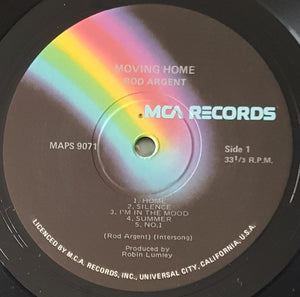 MOVING HOME
ROD ARGENT
MCA RECORDS
MAPS 9071
Side 1
33⅓ R.P.M.
1. HOME
2. SILENCE
3. I'M IN THE MOOD
4. SUMMER
5. NO.1
(Rod Argent) (Intersong)
Produced by
Robin Lumley
LICENCED BY M.C.A. RECORDS, INC., UNIVERSAL CITY, CALIFORNIA, U.S.A.